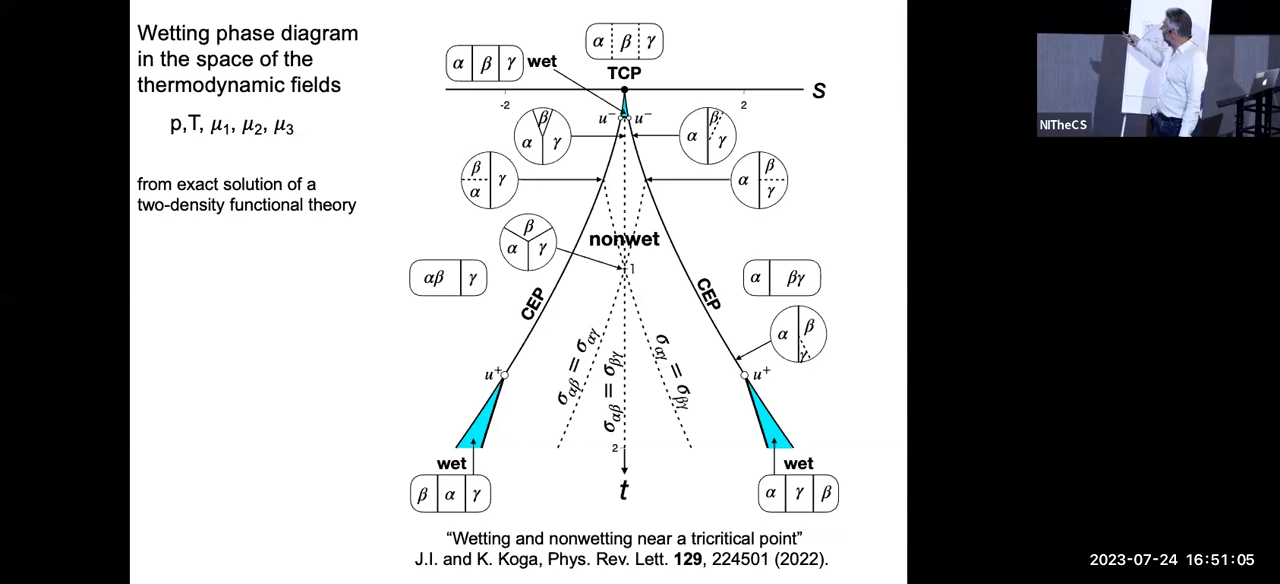 Wetting phase diagram
in the space of the
thermodynamic fields
p,T, μ₁, μ₂, μ₃
from exact solution of a
two-density functional theory
α β γ
α β γ wet
TCP
S
-2
2
u⁻ u⁻
β
α γ
α β γ
β
α γ
α β
γ
β
α γ
nonwet
1
αβ γ
α βγ
CEP
CEP
α β
γ
σαβ = σαγ
σαβ = σβγ
σαγ = σβγ
u⁺
u⁺
2
wet
wet
t
β α γ
α γ β
“Wetting and nonwetting near a tricritical point”
J.I. and K. Koga, Phys. Rev. Lett. 129, 224501 (2022).
NITheCS
2023-07-24 16:51:05